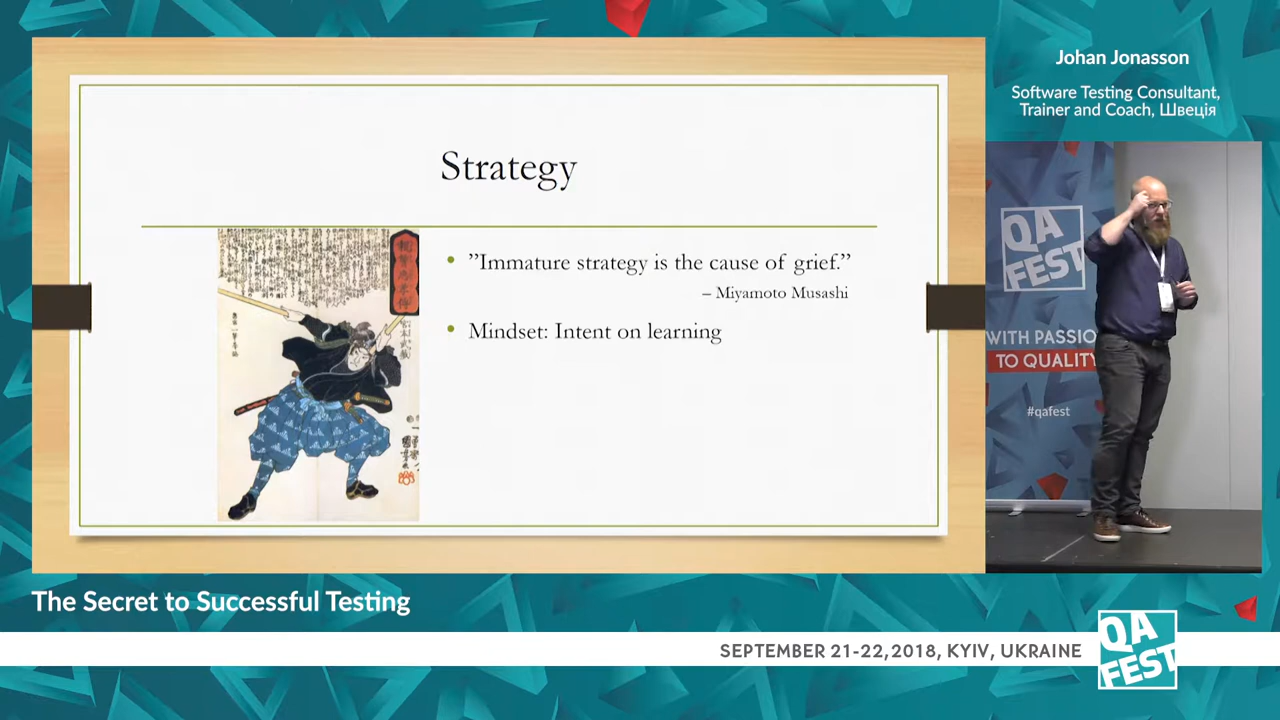 Strategy
”Immature strategy is the cause of grief.”
– Miyamoto Musashi
Mindset: Intent on learning
Johan Jonasson
Software Testing Consultant,
Trainer and Coach, Швеція
QA
FEST
WITH PASSIO
TO QUALITY
#qafest
The Secret to Successful Testing
SEPTEMBER 21-22,2018, KYIV, UKRAINE
QA
FEST